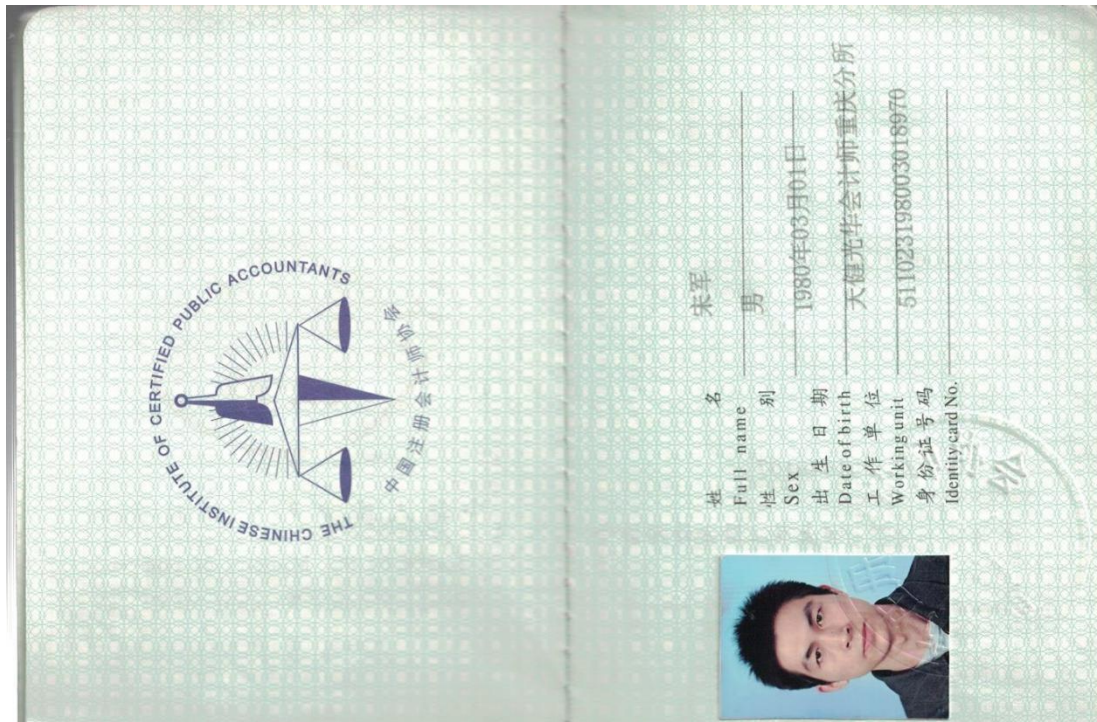 THE CHINESE INSTITUTE OF CERTIFIED PUBLIC ACCOUNTANTS
中国注册会计师协会
姓名 宋军
Full name
性别 男
Sex
出生日期 1980年03月01日
Date of birth
工作单位 天健光华会计师重庆分所
Working unit
身份证号码 511023198003018970
Identity card No.